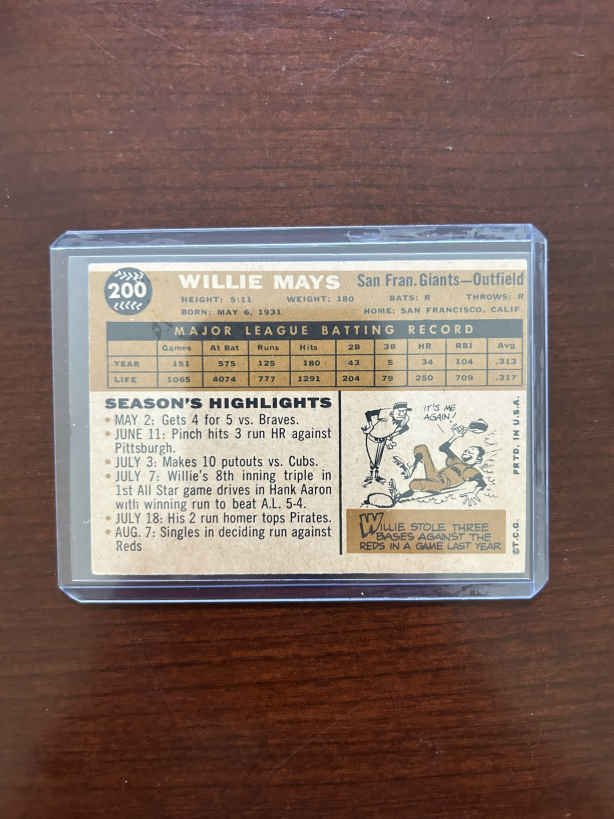 200
WILLIE MAYS San Fran. Giants—Outfield
HEIGHT: 5:11 WEIGHT: 180 BATS: R THROWS: R
BORN: MAY 6, 1931 HOME: SAN FRANCISCO, CALIF.
MAJOR LEAGUE BATTING RECORD
Games At Bat Runs Hits 2B 3B HR RBI Avg.
YEAR 151 575 125 180 43 5 34 104 .313
LIFE 1065 4074 777 1291 204 79 250 709 .317
SEASON'S HIGHLIGHTS
• MAY 2: Gets 4 for 5 vs. Braves.
• JUNE 11: Pinch hits 3 run HR against
Pittsburgh.
• JULY 3: Makes 10 putouts vs. Cubs.
• JULY 7: Willie's 8th inning triple in
1st All Star game drives in Hank Aaron
with winning run to beat A.L. 5-4.
• JULY 18: His 2 run homer tops Pirates.
• AUG. 7: Singles in deciding run against
Reds
IT'S ME
AGAIN!
WILLIE STOLE THREE
BASES AGAINST THE
REDS IN A GAME LAST YEAR
©T.C.G. PRTD. IN U.S.A.